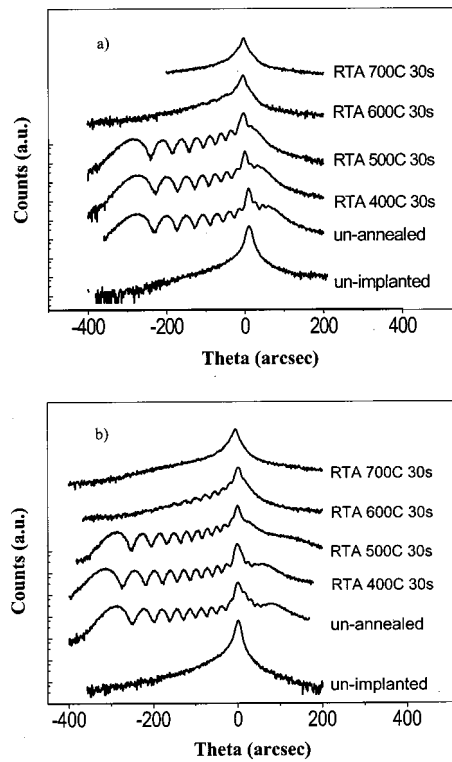 a)
RTA 700C 30s
RTA 600C 30s
RTA 500C 30s
RTA 400C 30s
un-annealed
un-implanted
Counts (a.u.)
-400 -200 0 200 400
Theta (arcsec)
b)
RTA 700C 30s
RTA 600C 30s
RTA 500C 30s
RTA 400C 30s
un-annealed
un-implanted
Counts (a.u.)
-400 -200 0 200 400
Theta (arcsec)